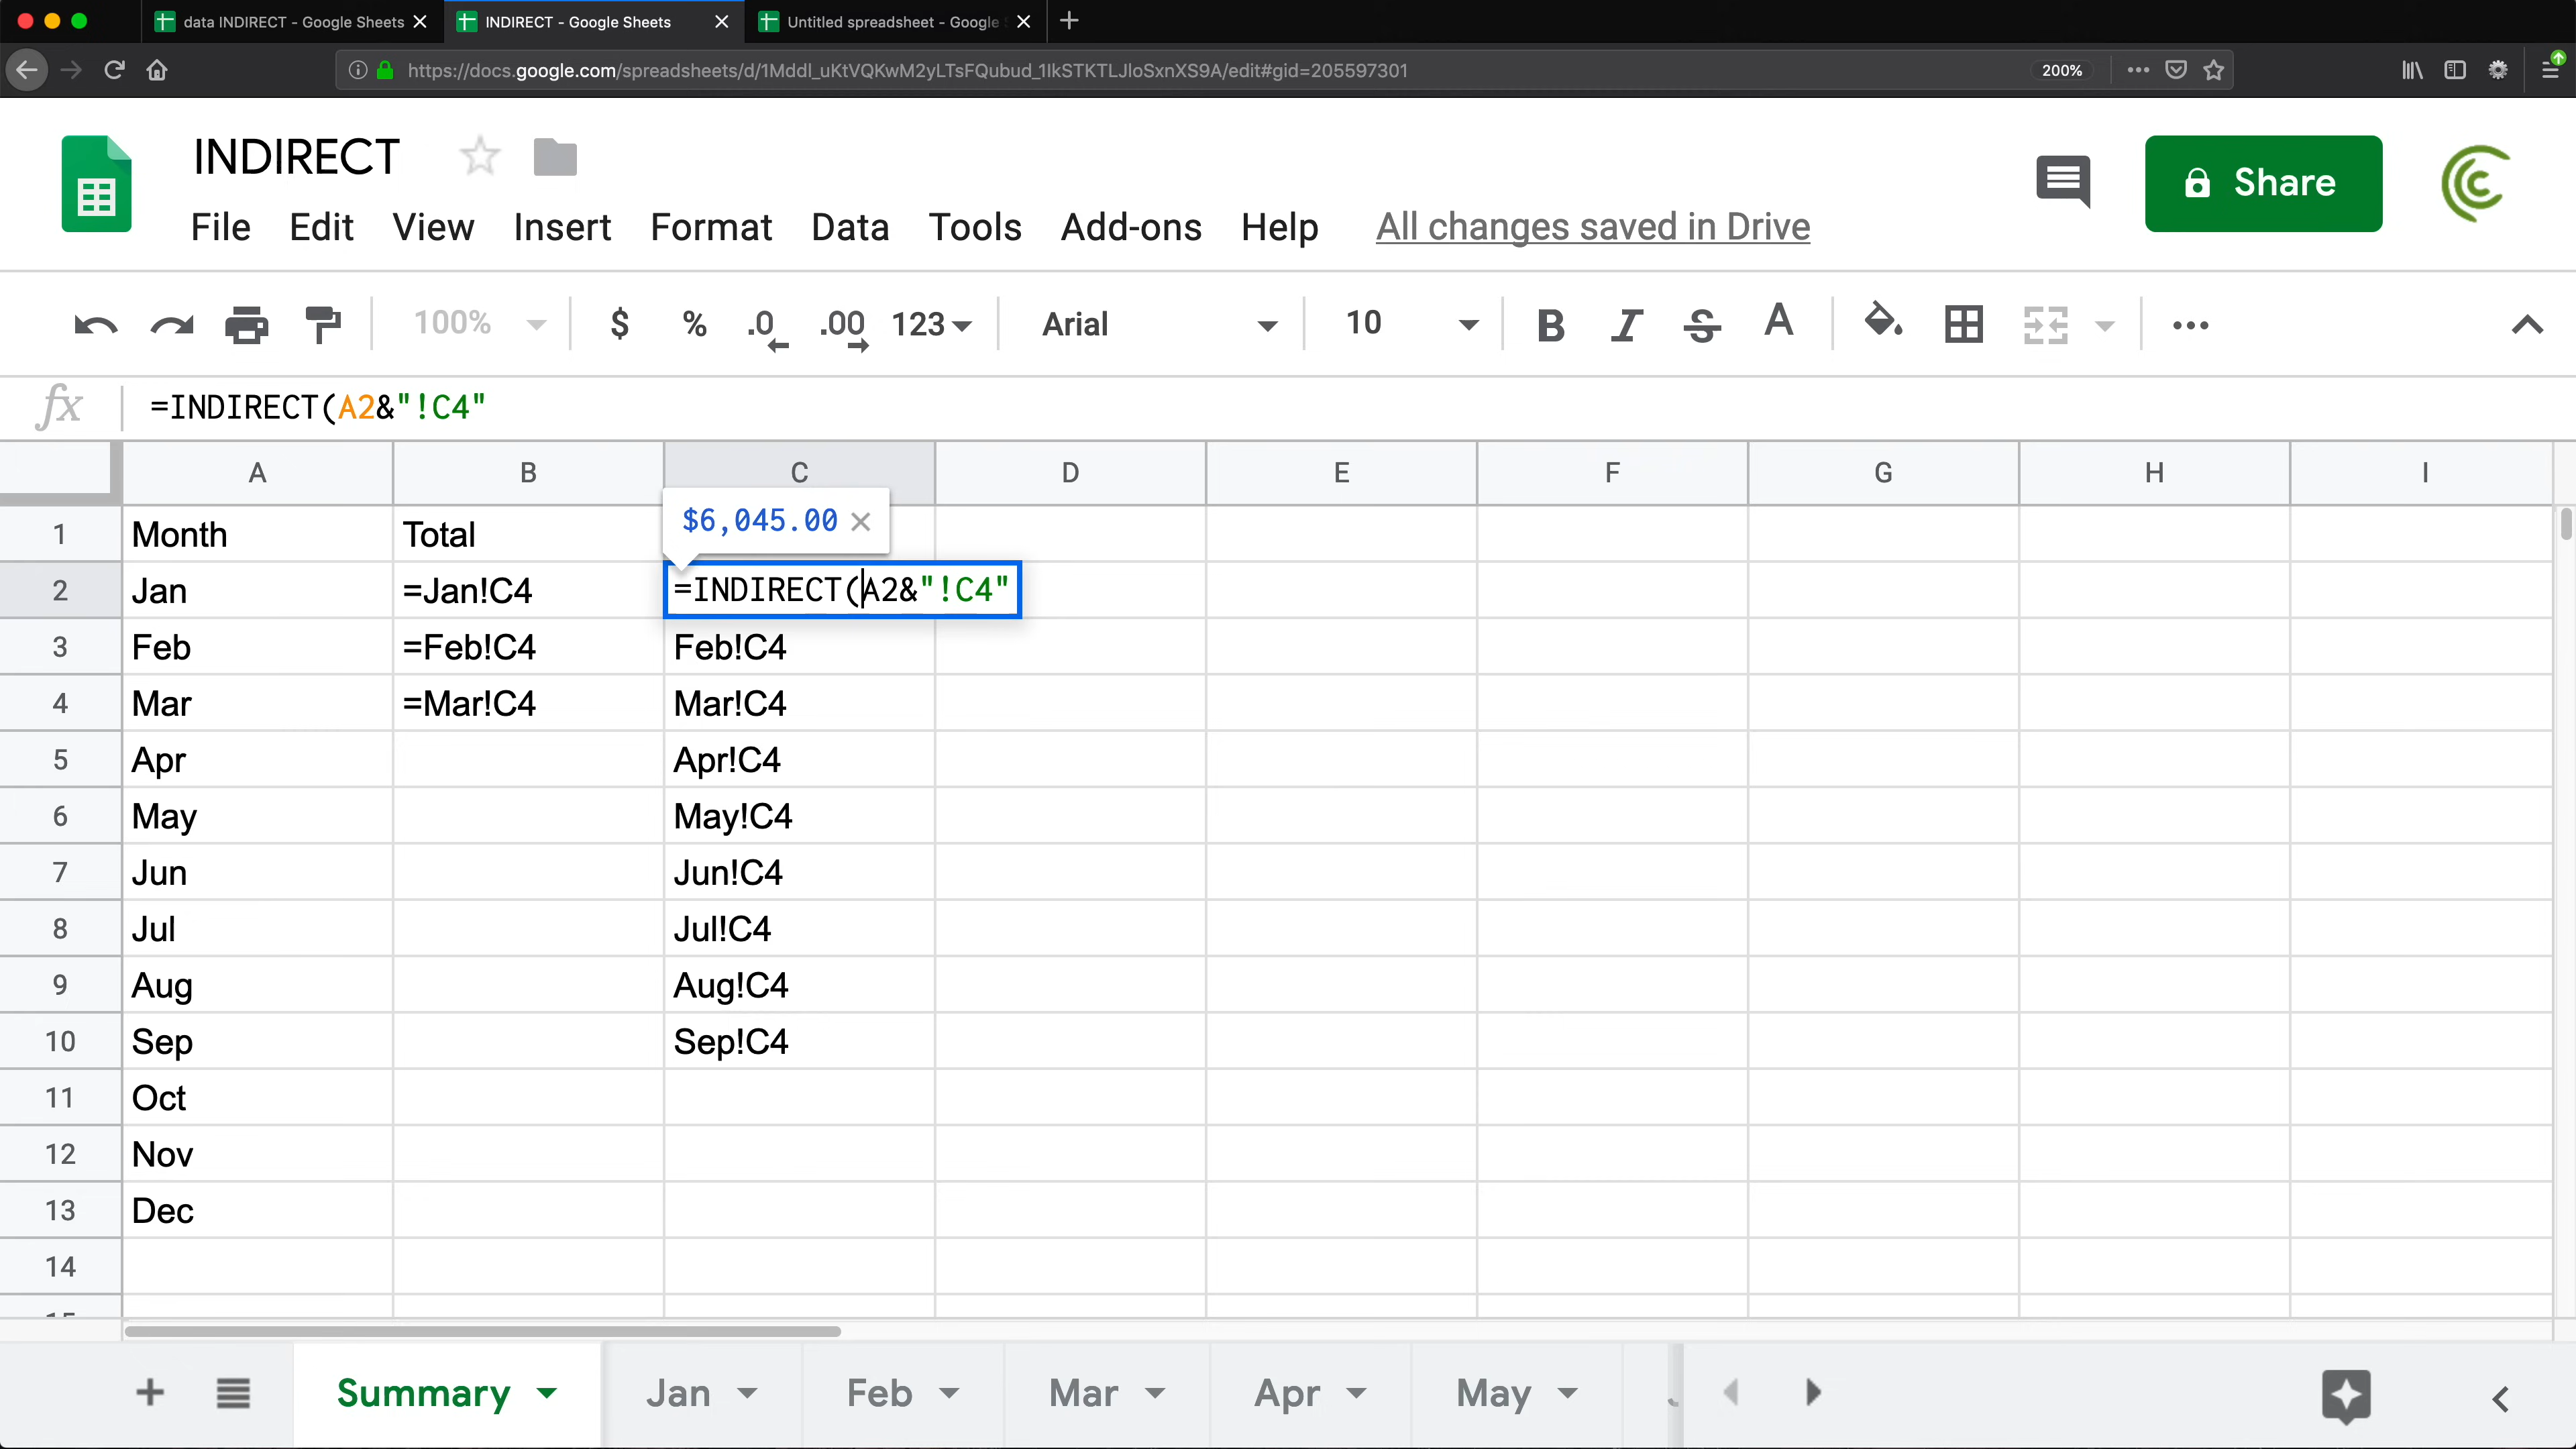 data INDIRECT - Google Sheets
INDIRECT - Google Sheets
Untitled spreadsheet - Google
https://docs.google.com/spreadsheets/d/1Mddl_uKtVQKwM2yLTsFQubud_1lkSTKTLJloSxnXS9A/edit#gid=205597301
200%
INDIRECT
Share
File Edit View Insert Format Data Tools Add-ons Help All changes saved in Drive
100% $ % .0 .00 123 Arial 10 B I S A
fx =INDIRECT(A2&"!C4"
A B C D E F G H I
$6,045.00
1 Month Total
2 Jan =Jan!C4 =INDIRECT(A2&"!C4"
3 Feb =Feb!C4 Feb!C4
4 Mar =Mar!C4 Mar!C4
5 Apr Apr!C4
6 May May!C4
7 Jun Jun!C4
8 Jul Jul!C4
9 Aug Aug!C4
10 Sep Sep!C4
11 Oct
12 Nov
13 Dec
14
Summary Jan Feb Mar Apr May